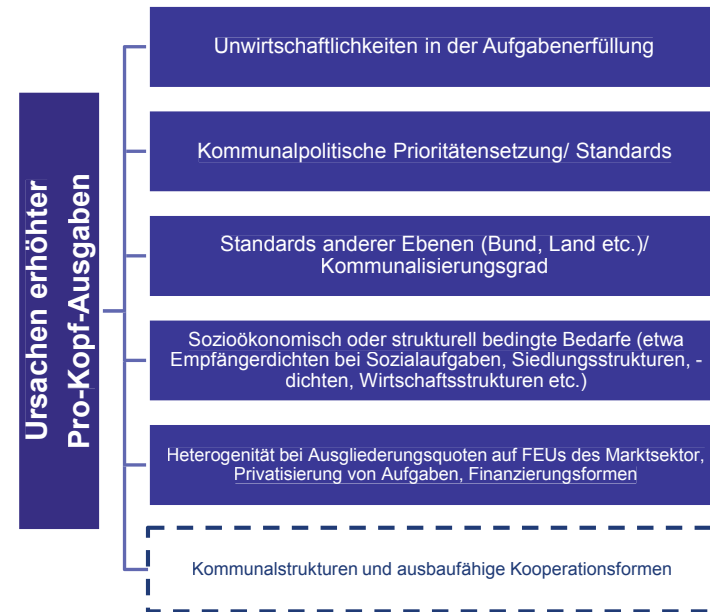 Ursachen erhöhter
Pro-Kopf-Ausgaben
Unwirtschaftlichkeiten in der Aufgabenerfüllung
Kommunalpolitische Prioritätensetzung/ Standards
Standards anderer Ebenen (Bund, Land etc.)/
Kommunalisierungsgrad
Sozioökonomisch oder strukturell bedingte Bedarfe (etwa
Empfängerdichten bei Sozialaufgaben, Siedlungsstrukturen, -
dichten, Wirtschaftsstrukturen etc.)
Heterogenität bei Ausgliederungsquoten auf FEUs des Marktsektor,
Privatisierung von Aufgaben, Finanzierungsformen
Kommunalstrukturen und ausbaufähige Kooperationsformen